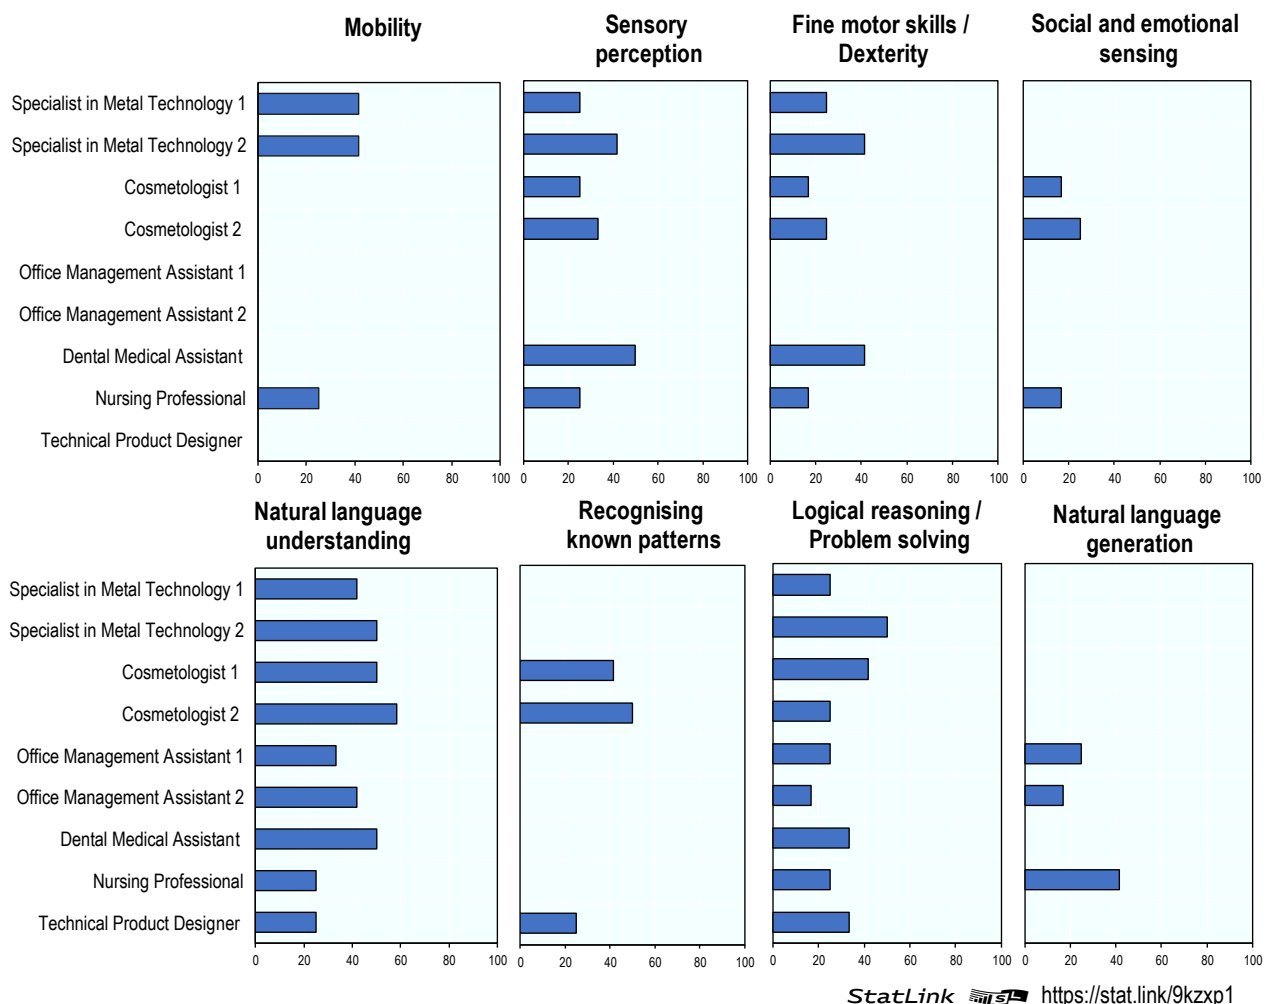 Mobility
Sensory
perception
Fine motor skills /
Dexterity
Social and emotional
sensing
Specialist in Metal Technology 1
Specialist in Metal Technology 2
Cosmetologist 1
Cosmetologist 2
Office Management Assistant 1
Office Management Assistant 2
Dental Medical Assistant
Nursing Professional
Technical Product Designer
0 20 40 60 80 100
0 20 40 60 80 100
0 20 40 60 80 100
0 20 40 60 80 100
Natural language
understanding
Recognising
known patterns
Logical reasoning /
Problem solving
Natural language
generation
Specialist in Metal Technology 1
Specialist in Metal Technology 2
Cosmetologist 1
Cosmetologist 2
Office Management Assistant 1
Office Management Assistant 2
Dental Medical Assistant
Nursing Professional
Technical Product Designer
0 20 40 60 80 100
0 20 40 60 80 100
0 20 40 60 80 100
0 20 40 60 80 100
StatLink https://stat.link/9kzxp1